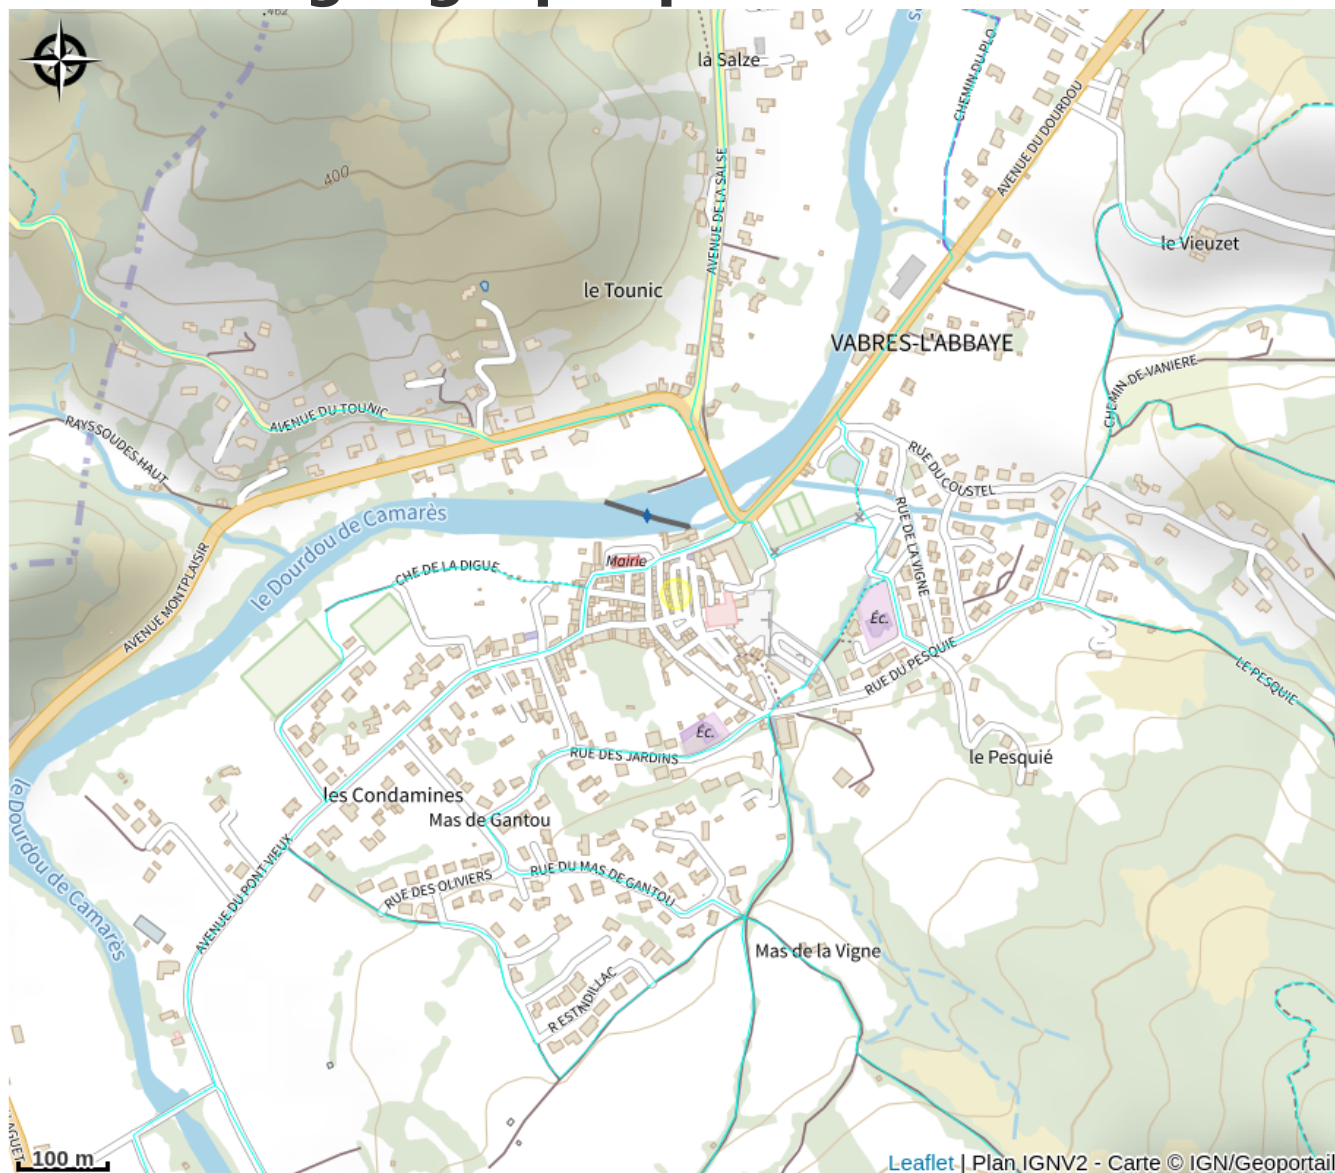 462
la Salze
CHEMIN DU PLO
AVENUE DU DOURDOU
400
AVENUE DE LA SALSE
le Vieuzet
le Tounic
VABRES-L'ABBAYE
CHEMIN DE VANIERE
AVENUE DU TOUNIC
RAYSSOUDES-HAUT
RUE DU COUSTEL
le Dourdou de Camarès
RUE DE LA VIGNE
AVENUE MONTPLAISIR
CHE DE LA DIGUE
Mairie
Éc.
RUE DU PESQUIE
LE PESQUIE
Éc.
RUE DES JARDINS
le Pesquié
les Condamines
Mas de Gantou
le Dourdou de Camarès
AVENUE DU PONT VIEUX
RUE DES OLIVIERS
RUE DU MAS DE GANTOU
Mas de la Vigne
R ESTINDILLAC
100 m
Leaflet | Plan IGNV2 - Carte © IGN/Geoportail